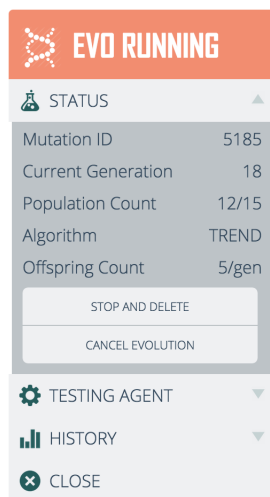 EVO RUNNING
STATUS
Mutation ID 5185
Current Generation 18
Population Count 12/15
Algorithm TREND
Offspring Count 5/gen
STOP AND DELETE
CANCEL EVOLUTION
TESTING AGENT
HISTORY
CLOSE